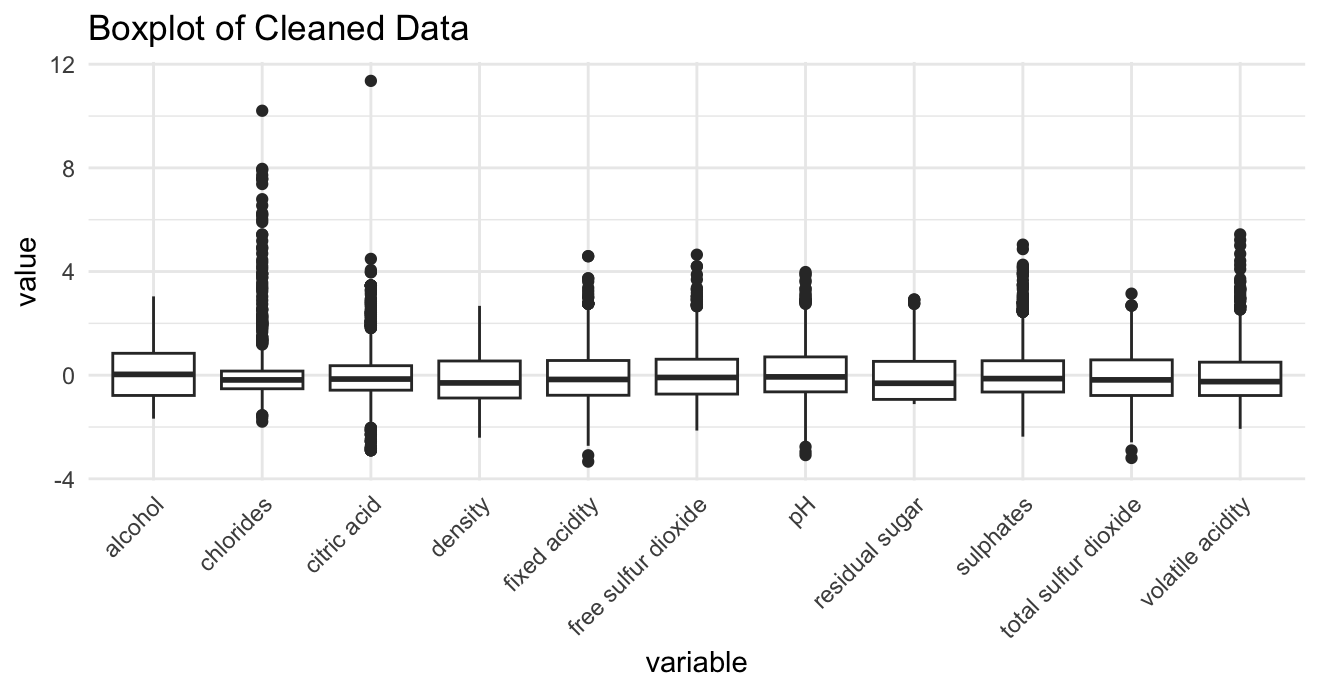 Boxplot of Cleaned Data
12
8
4
0
-4
value
alcohol
chlorides
citric acid
density
fixed acidity
free sulfur dioxide
pH
residual sugar
sulphates
total sulfur dioxide
volatile acidity
variable